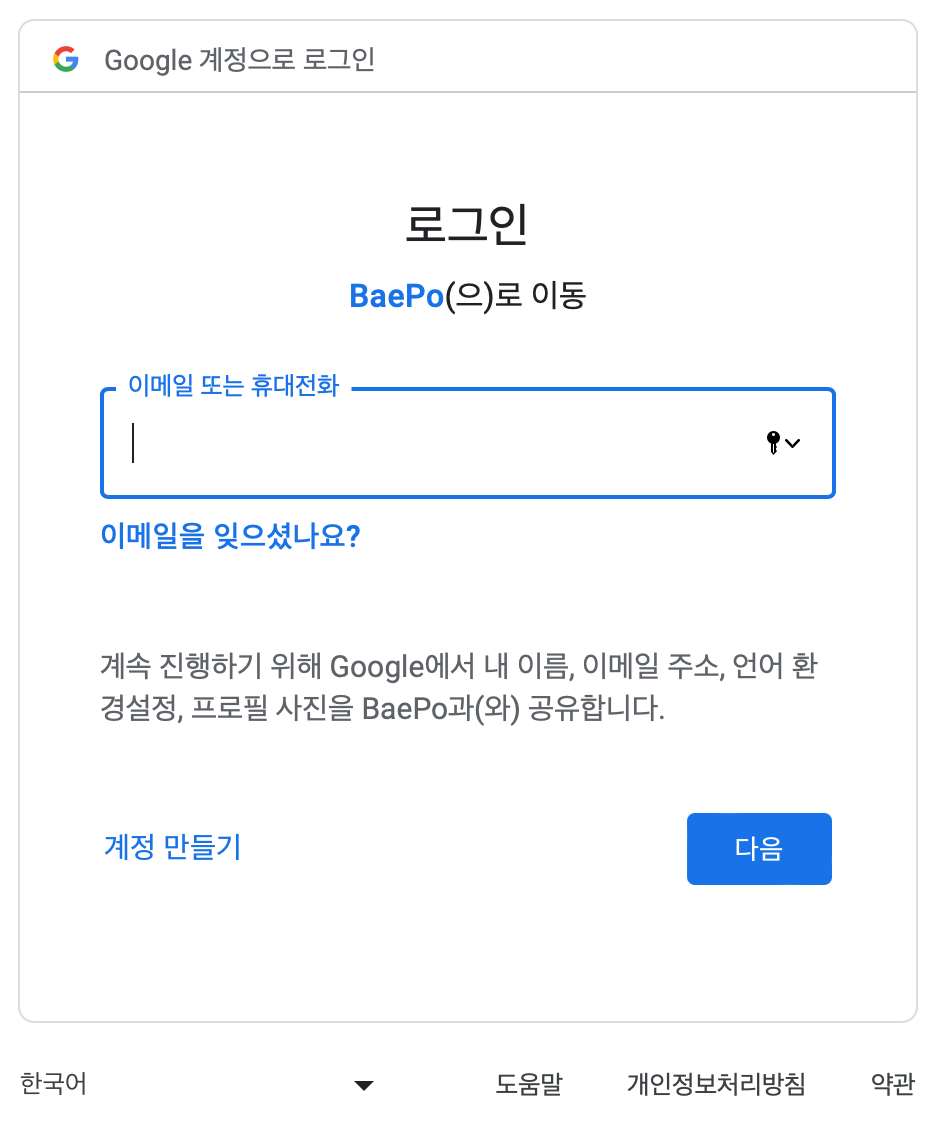 Google 계정으로 로그인
로그인
BaePo(으)로 이동
이메일 또는 휴대전화
이메일을 잊으셨나요?
계속 진행하기 위해 Google에서 내 이름, 이메일 주소, 언어 환
경설정, 프로필 사진을 BaePo과(와) 공유합니다.
계정 만들기
다음
한국어
도움말
개인정보처리방침
약관